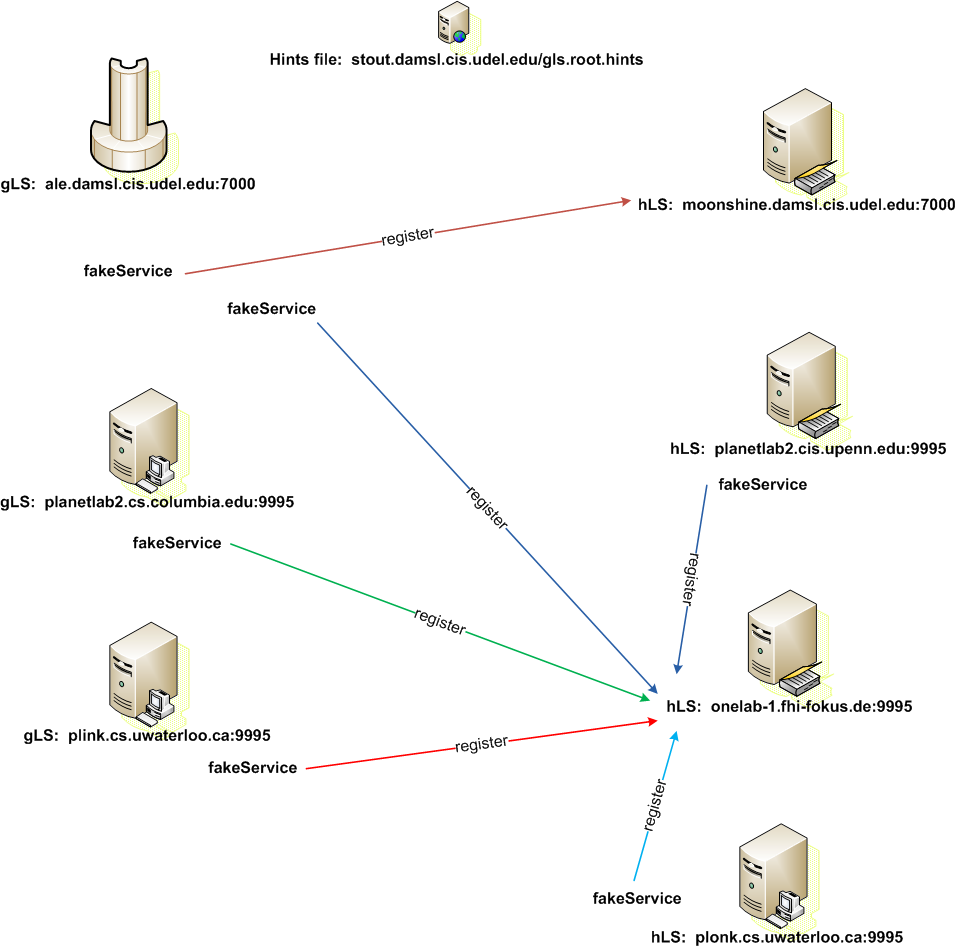 Hints file: stout.damsl.cis.udel.edu/gls.root.hints
gLS: ale.damsl.cis.udel.edu:7000
hLS: moonshine.damsl.cis.udel.edu:7000
register
fakeService
fakeService
hLS: planetlab2.cis.upenn.edu:9995
fakeService
gLS: planetlab2.cs.columbia.edu:9995
register
fakeService
register
register
hLS: onelab-1.fhi-fokus.de:9995
gLS: plink.cs.uwaterloo.ca:9995
register
fakeService
register
fakeService
hLS: plonk.cs.uwaterloo.ca:9995